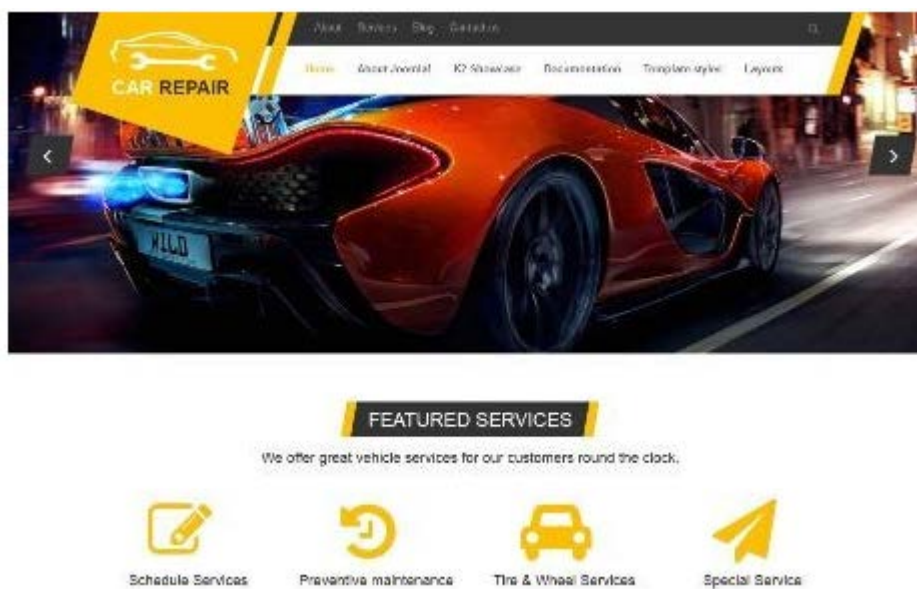 About Services Blog Contact us
CAR REPAIR
Home About Joomla! K2 Showcase Documentation Template styles Layouts
WILD
FEATURED SERVICES
We offer great vehicle services for our customers round the clock.
Schedule Services Preventive maintenance Tire & Wheel Services Special Service